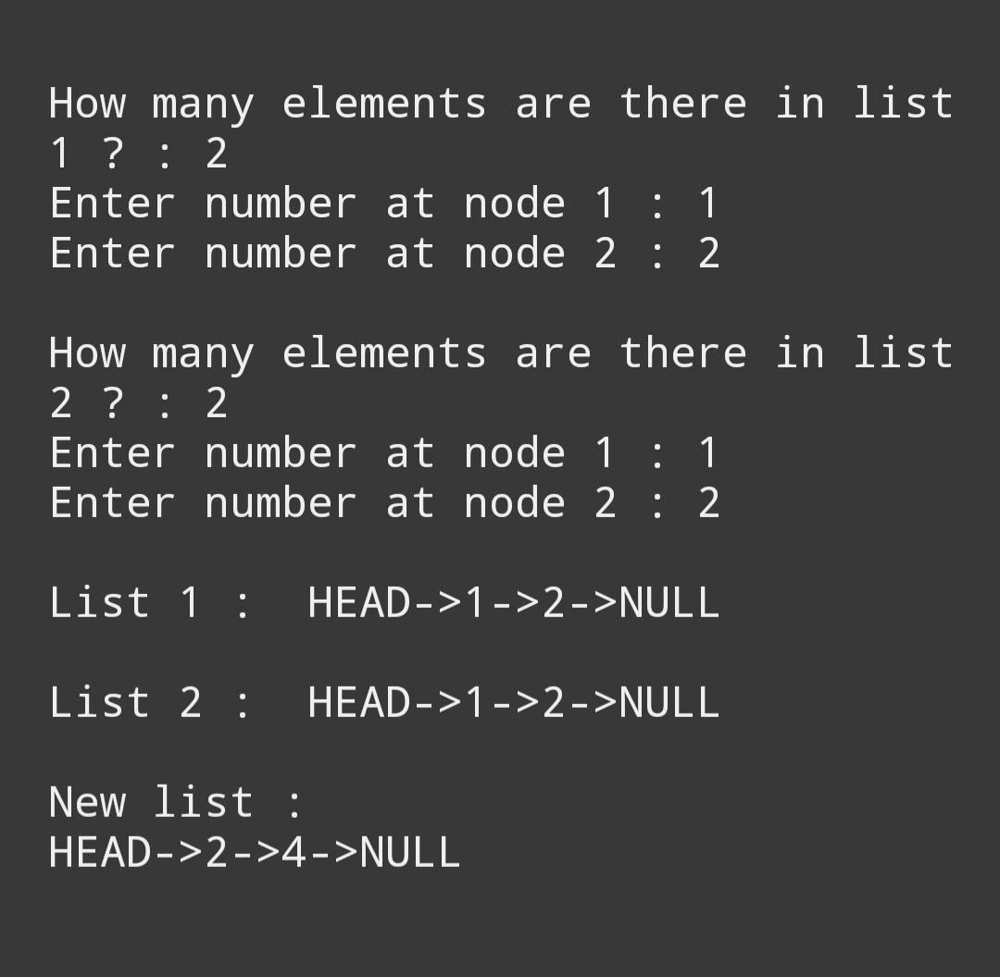 How many elements are there in list
1 ? : 2
Enter number at node 1 : 1
Enter number at node 2 : 2
How many elements are there in list
2 ? : 2
Enter number at node 1 : 1
Enter number at node 2 : 2
List 1 :  HEAD->1->2->NULL
List 2 :  HEAD->1->2->NULL
New list :
HEAD->2->4->NULL